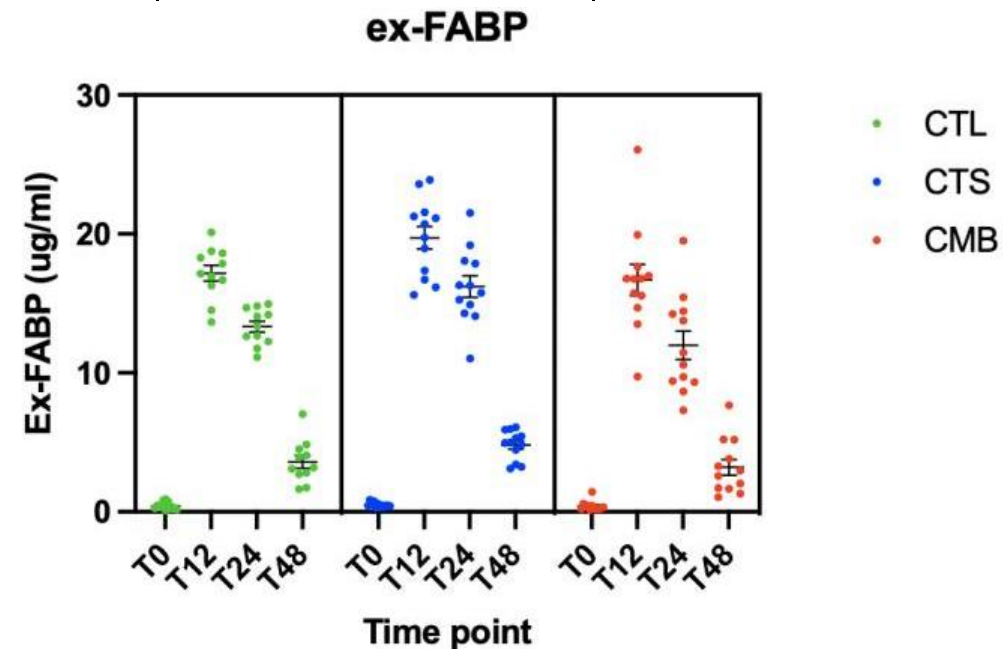 ex-FABP
30
20
10
0
Ex-FABP (ug/ml)
T0 T12 T24 T48 T0 T12 T24 T48 T0 T12 T24 T48
Time point
CTL
CTS
CMB